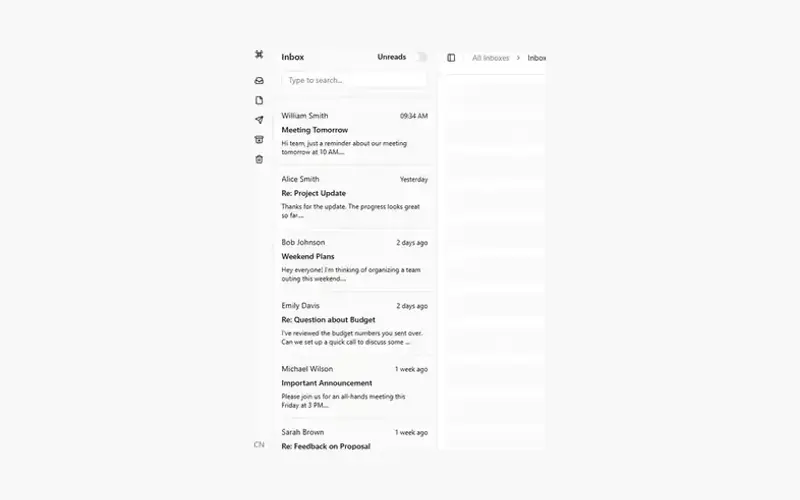 Inbox
Unreads
All Inboxes > Inbox
Type to search...
William Smith
09:34 AM
Meeting Tomorrow
Hi team, just a reminder about our meeting
tomorrow at 10 AM....
Alice Smith
Yesterday
Re: Project Update
Thanks for the update. The progress looks great
so far....
Bob Johnson
2 days ago
Weekend Plans
Hey everyone! I'm thinking of organizing a team
outing this weekend....
Emily Davis
2 days ago
Re: Question about Budget
I've reviewed the budget numbers you sent over.
Can we set up a quick call to discuss some ...
Michael Wilson
1 week ago
Important Announcement
Please join us for an all-hands meeting this
Friday at 3 PM....
Sarah Brown
1 week ago
Re: Feedback on Proposal
CN